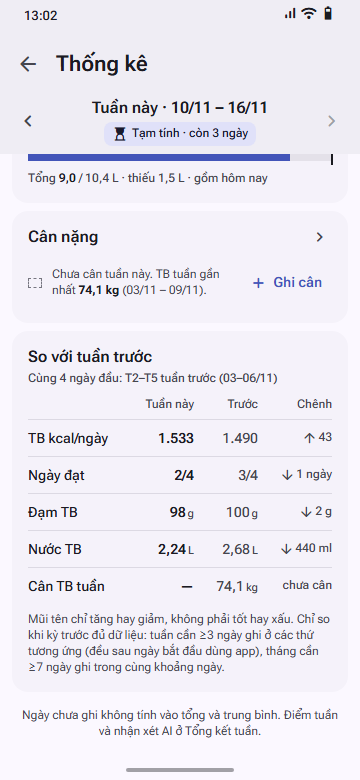 13:02
Thống kê
Tuần này · 10/11 – 16/11
Tạm tính · còn 3 ngày
Tổng 9,0 / 10,4 L · thiếu 1,5 L · gồm hôm nay
Cân nặng
Chưa cân tuần này. TB tuần gần
nhất 74,1 kg (03/11 – 09/11).
+ Ghi cân
So với tuần trước
Cùng 4 ngày đầu: T2–T5 tuần trước (03–06/11)
Tuần này Trước Chênh
TB kcal/ngày 1.533 1.490 ↑ 43
Ngày đạt 2/4 3/4 ↓ 1 ngày
Đạm TB 98 g 100 g ↓ 2 g
Nước TB 2,24 L 2,68 L ↓ 440 ml
Cân TB tuần — 74,1 kg chưa cân
Mũi tên chỉ tăng hay giảm, không phải tốt hay xấu. Chỉ so
khi kỳ trước đủ dữ liệu: tuần cần ≥3 ngày ghi ở các thứ
tương ứng (đều sau ngày bắt đầu dùng app), tháng cần
≥7 ngày ghi trong cùng khoảng ngày.
Ngày chưa ghi không tính vào tổng và trung bình. Điểm tuần
và nhận xét AI ở Tổng kết tuần.